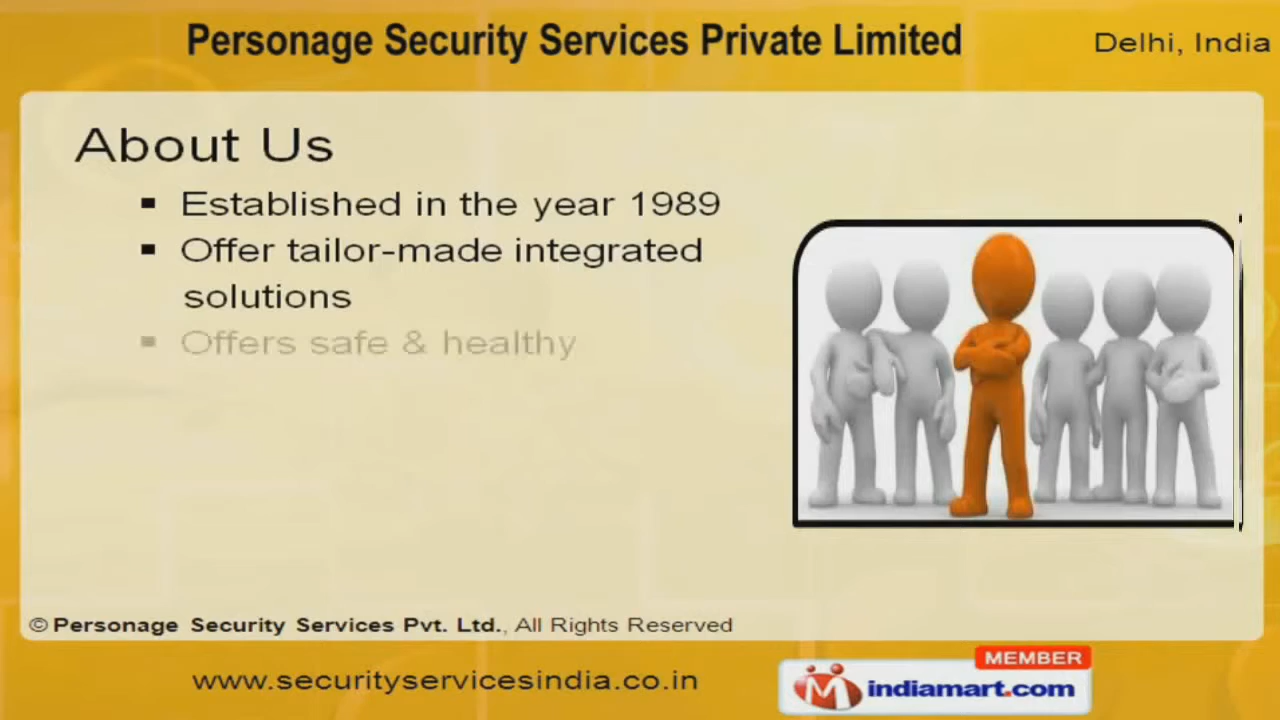 Personage Security Services Private Limited
Delhi, India
About Us
▪ Established in the year 1989
▪ Offer tailor-made integrated
solutions
▪ Offers safe & healthy
© Personage Security Services Pvt. Ltd., All Rights Reserved
www.securityservicesindia.co.in
MEMBER
indiamart.com